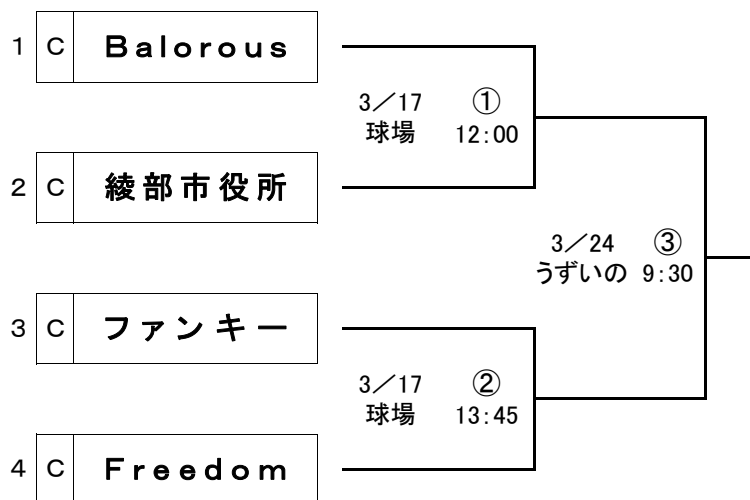 1 C Balorous
3／17 ①
球場 12:00
2 C 綾部市役所
3／24 ③
うずいの 9:30
3 C ファンキー
3／17 ②
球場 13:45
4 C Freedom